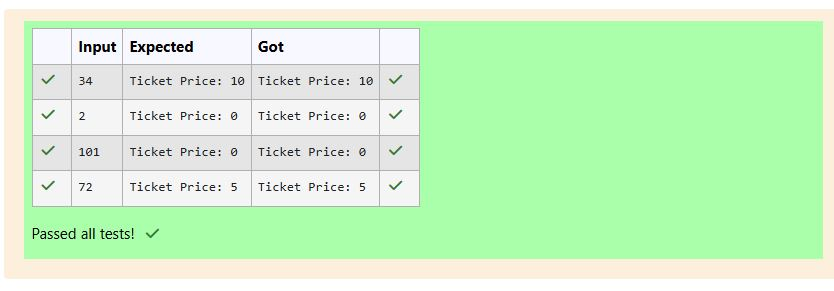 Input Expected Got
34 Ticket Price: 10 Ticket Price: 10
2 Ticket Price: 0 Ticket Price: 0
101 Ticket Price: 0 Ticket Price: 0
72 Ticket Price: 5 Ticket Price: 5
Passed all tests!